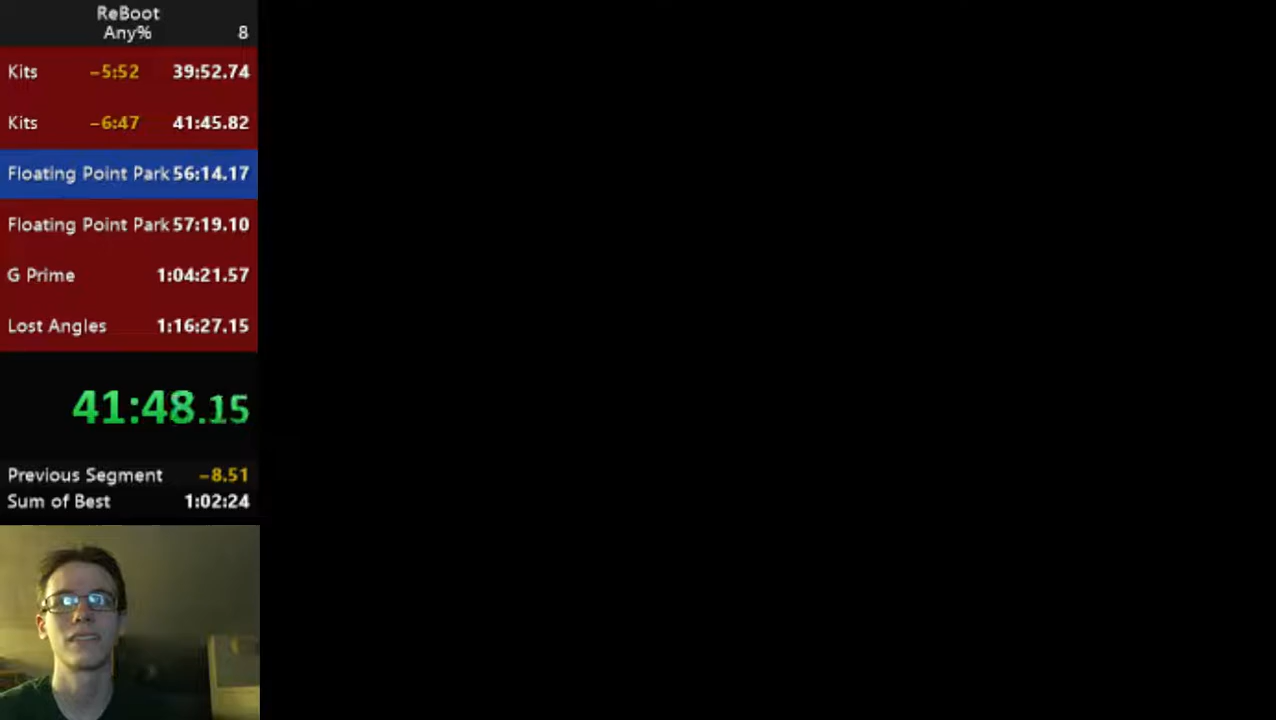 ReBoot
Any% 8
Kits -5:52 39:52.74
Kits -6:47 41:45.82
Floating Point Park 56:14.17
Floating Point Park 57:19.10
G Prime 1:04:21.57
Lost Angles 1:16:27.15
41:48.15
Previous Segment -8.51
Sum of Best 1:02:24